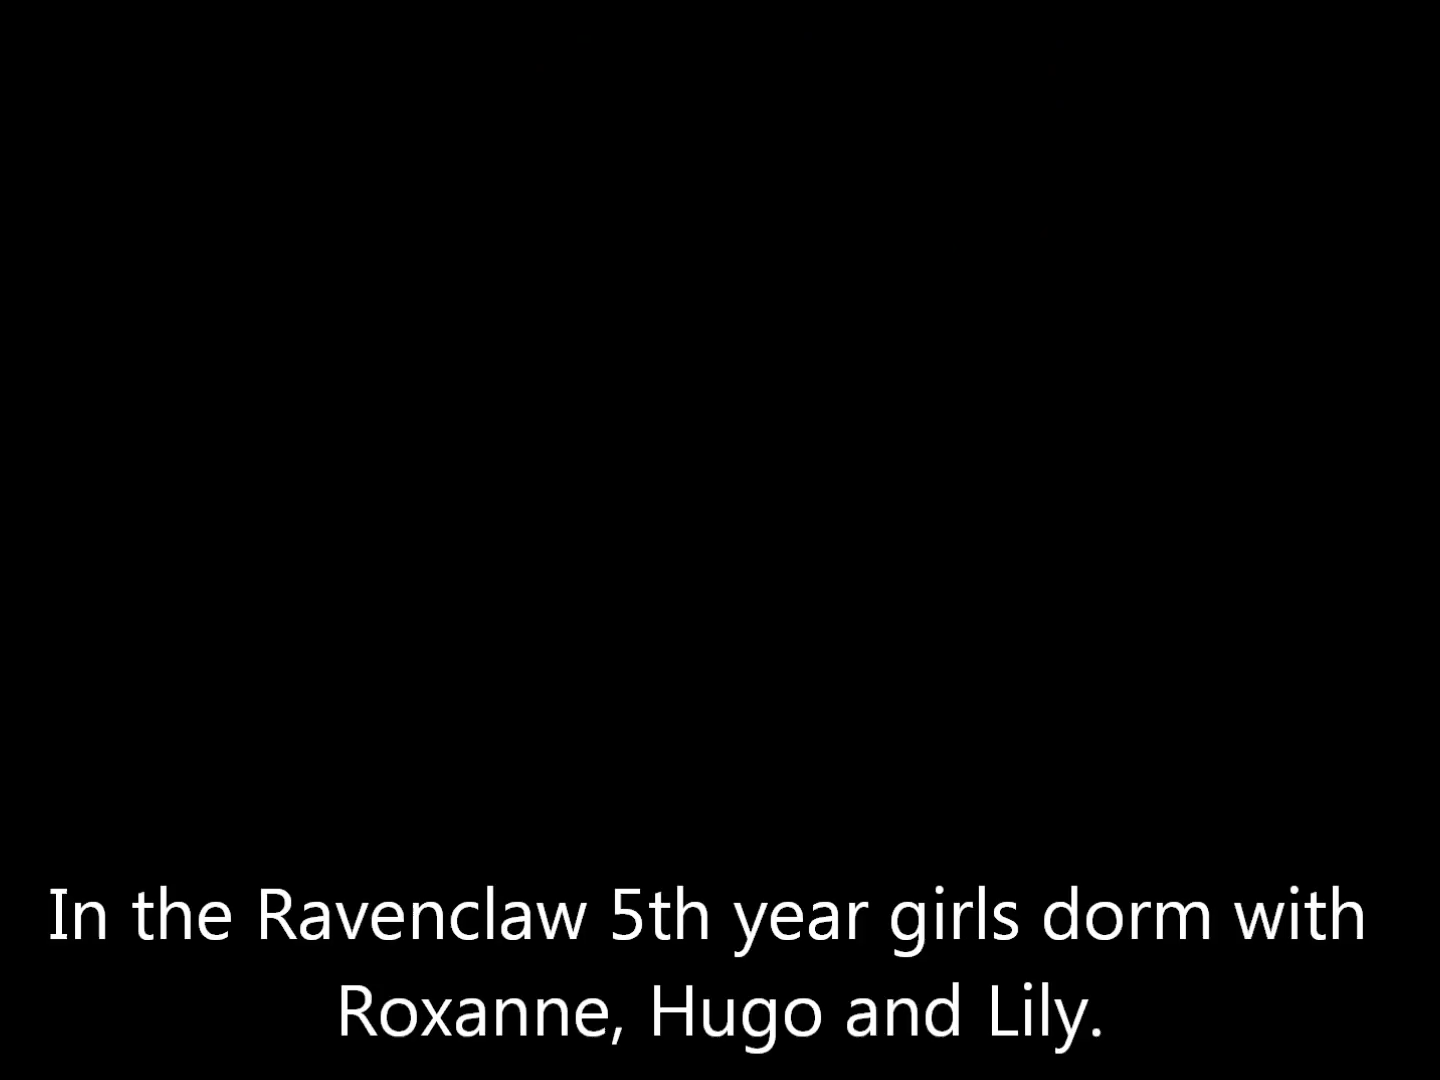 In the Ravenclaw 5th year girls dorm with
Roxanne, Hugo and Lily.